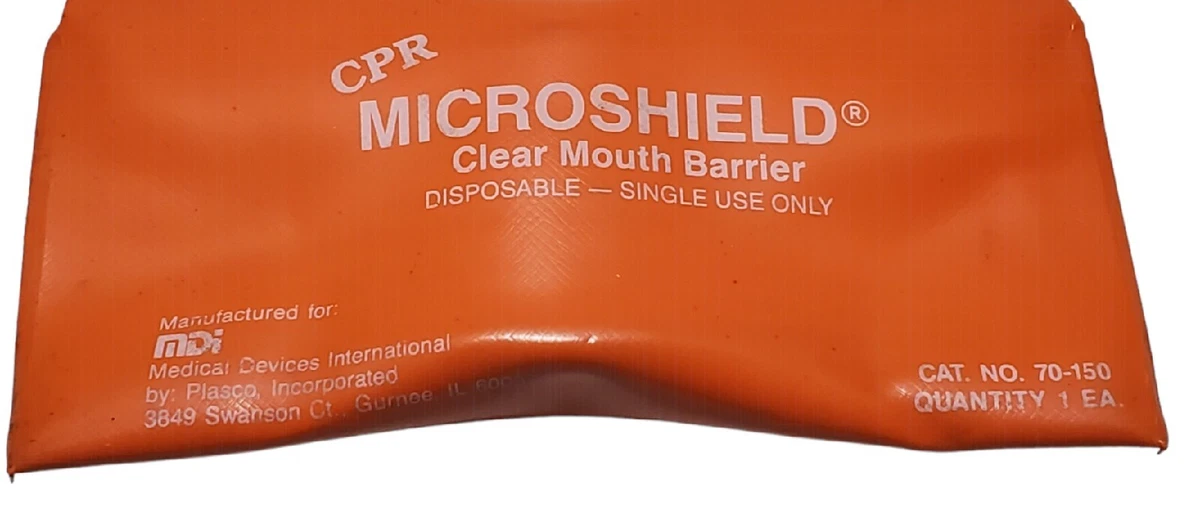 CPR
MICROSHIELD®
Clear Mouth Barrier
DISPOSABLE — SINGLE USE ONLY
Manufactured for:
MDi
Medical Devices International
by: Plasco, Incorporated
3849 Swanson Ct., Gurnee, IL
CAT. NO. 70-150
QUANTITY 1 EA.